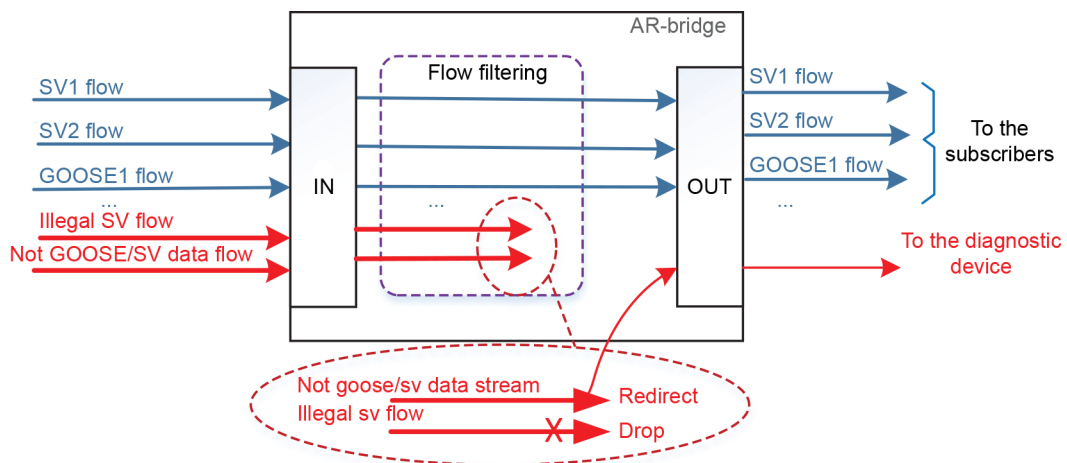 AR-bridge
Flow filtering
SV1 flow
SV2 flow
GOOSE1 flow
...
Illegal SV flow
Not GOOSE/SV data flow
IN
...
OUT
SV1 flow
SV2 flow
GOOSE1 flow
...
To the
subscribers
To the diagnostic
device
Not goose/sv data stream
Redirect
Illegal sv flow
Drop